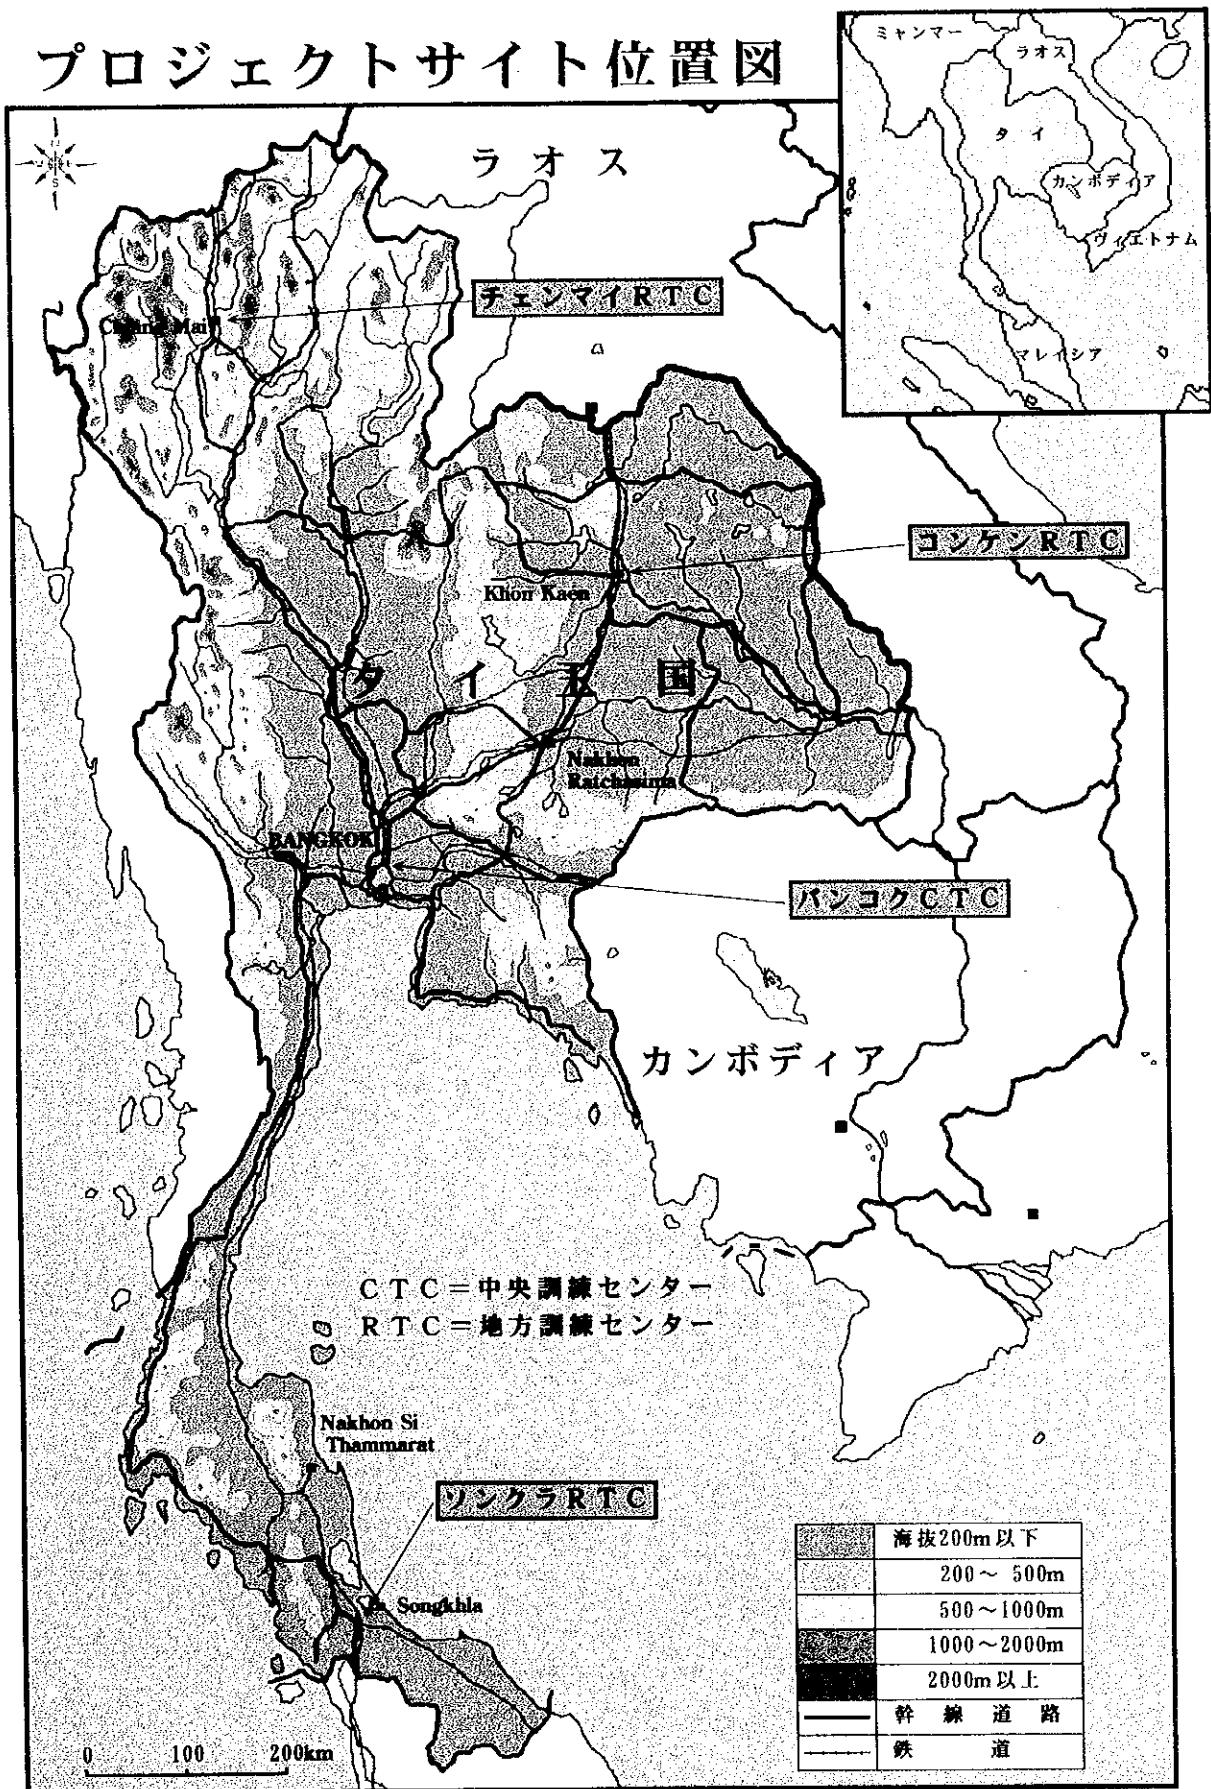 プロジェクトサイト位置図
ミャンマー
ラオス
タイ
カンボディア
ヴィエトナム
マレイシア
ラオス
チェンマイRTC
Chiang Mai
コンケンRTC
Khon Kaen
タイ王国
Nakhon
Ratchasima
BANGKOK
バンコクCTC
カンボディア
CTC=中央訓練センター
RTC=地方訓練センター
Nakhon Si
Thammarat
ソンクラRTC
Songkhla
海抜200m以下
200~ 500m
500~1000m
1000~2000m
2000m以上
幹線道路
鉄道
0 100 200km